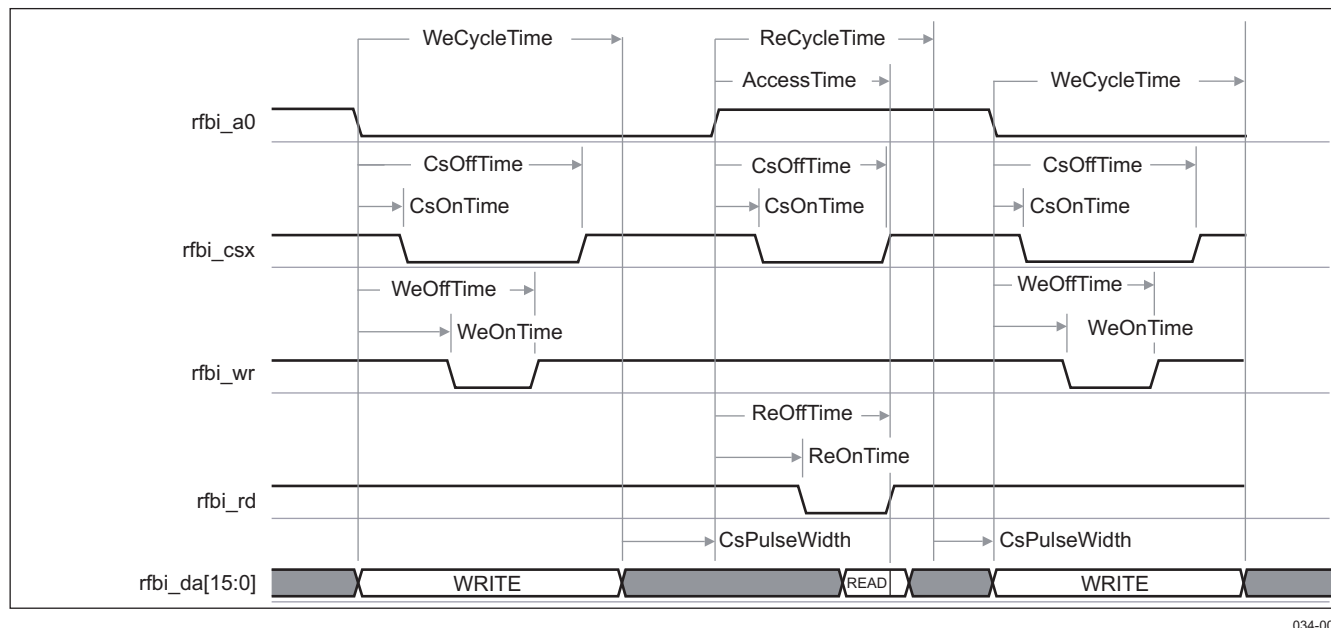 WeCycleTime ReCycleTime
AccessTime WeCycleTime
rfbi_a0
CsOffTime CsOffTime CsOffTime
CsOnTime CsOnTime CsOnTime
rfbi_csx
WeOffTime WeOffTime
WeOnTime WeOnTime
rfbi_wr
ReOffTime
ReOnTime
rfbi_rd
CsPulseWidth CsPulseWidth
rfbi_da[15:0] WRITE READ WRITE